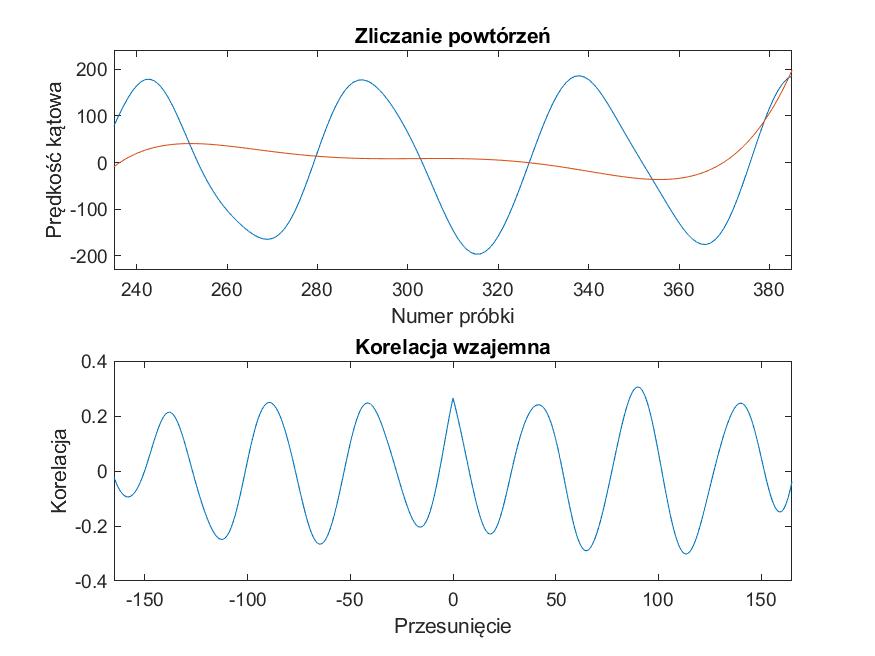 Zliczanie powtórzeń
200
100
0
-100
-200
Prędkość kątowa
240 260 280 300 320 340 360 380
Numer próbki
Korelacja wzajemna
0.4
0.2
0
-0.2
-0.4
Korelacja
-150 -100 -50 0 50 100 150
Przesunięcie